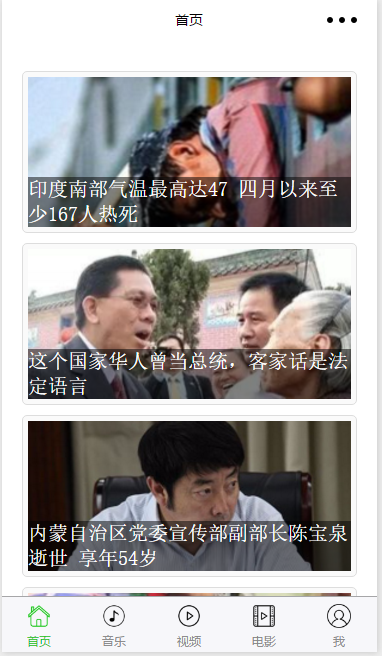 首页
印度南部气温最高达47 四月以来至
少167人热死
这个国家华人曾当总统，客家话是法
定语言
内蒙自治区党委宣传部副部长陈宝泉
逝世 享年54岁
首页 音乐 视频 电影 我